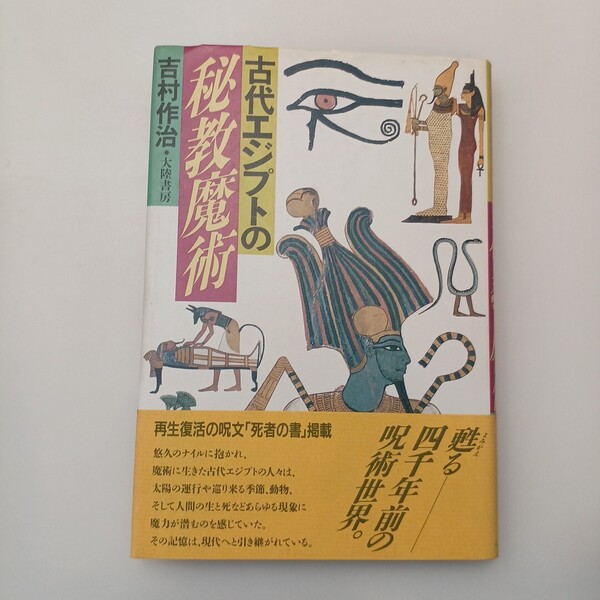 古代エジプトの
秘教魔術
吉村作治・大陸書房
甦る
よみがえ
四千年前の
呪術世界。
再生復活の呪文「死者の書」掲載
悠久のナイルに抱かれ、
魔術に生きた古代エジプトの人々は、
太陽の運行や巡り来る季節、動物、
そして人間の生と死などあらゆる現象に
魔力が潜むのを感じていた。
その記憶は、現代へと引き継がれている。